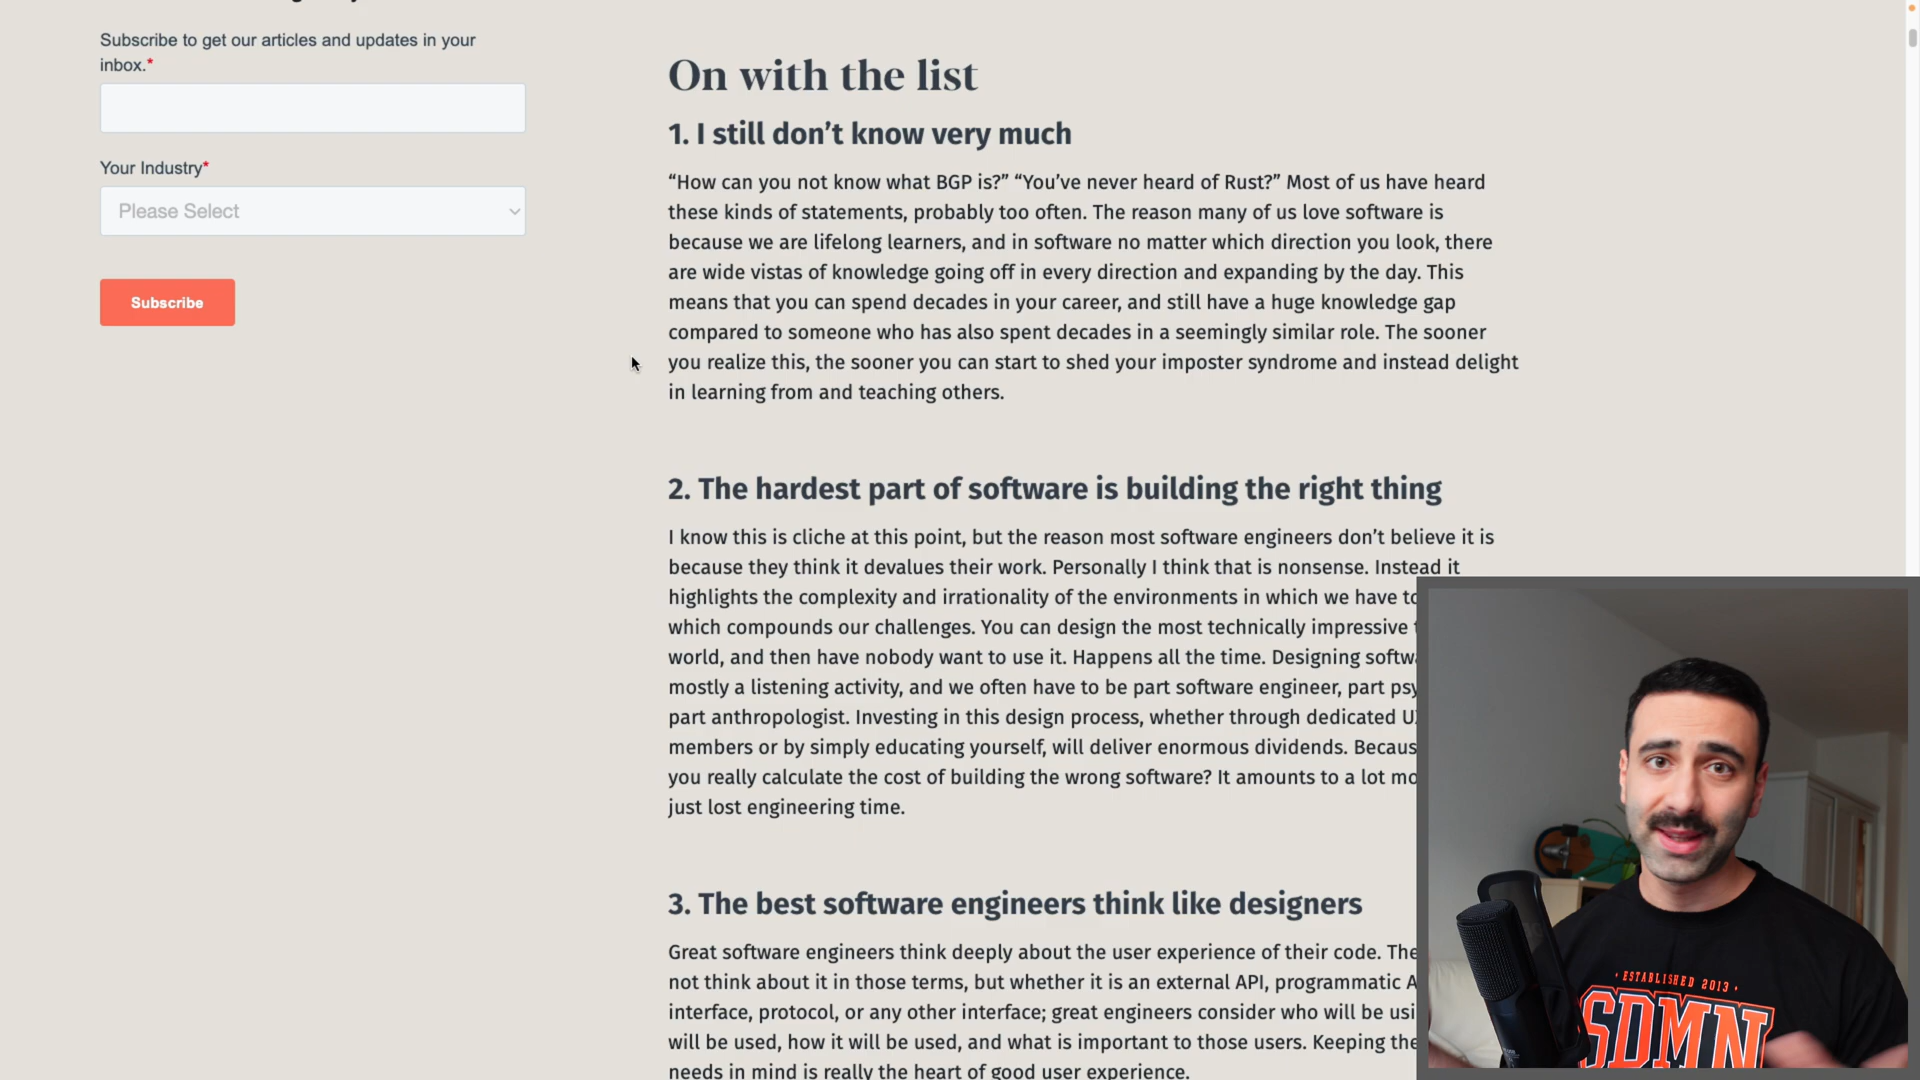 Subscribe to get our articles and updates in your
inbox.*
Your Industry*
Please Select
Subscribe
On with the list
1. I still don’t know very much
“How can you not know what BGP is?” “You’ve never heard of Rust?” Most of us have heard
these kinds of statements, probably too often. The reason many of us love software is
because we are lifelong learners, and in software no matter which direction you look, there
are wide vistas of knowledge going off in every direction and expanding by the day. This
means that you can spend decades in your career, and still have a huge knowledge gap
compared to someone who has also spent decades in a seemingly similar role. The sooner
you realize this, the sooner you can start to shed your imposter syndrome and instead delight
in learning from and teaching others.
2. The hardest part of software is building the right thing
I know this is cliche at this point, but the reason most software engineers don’t believe it is
because they think it devalues their work. Personally I think that is nonsense. Instead it
highlights the complexity and irrationality of the environments in which we have to
which compounds our challenges. You can design the most technically impressive
world, and then have nobody want to use it. Happens all the time. Designing
mostly a listening activity, and we often have to be part software engineer, part
part anthropologist. Investing in this design process, whether through dedicated
members or by simply educating yourself, will deliver enormous dividends.
you really calculate the cost of building the wrong software? It amounts to a lot
just lost engineering time.
3. The best software engineers think like designers
Great software engineers think deeply about the user experience of their code.
not think about it in those terms, but whether it is an external API, programmatic
interface, protocol, or any other interface; great engineers consider who will be
will be used, how it will be used, and what is important to those users. Keeping
needs in mind is really the heart of good user experience.
• ESTABLISHED 2013 •
SDMN